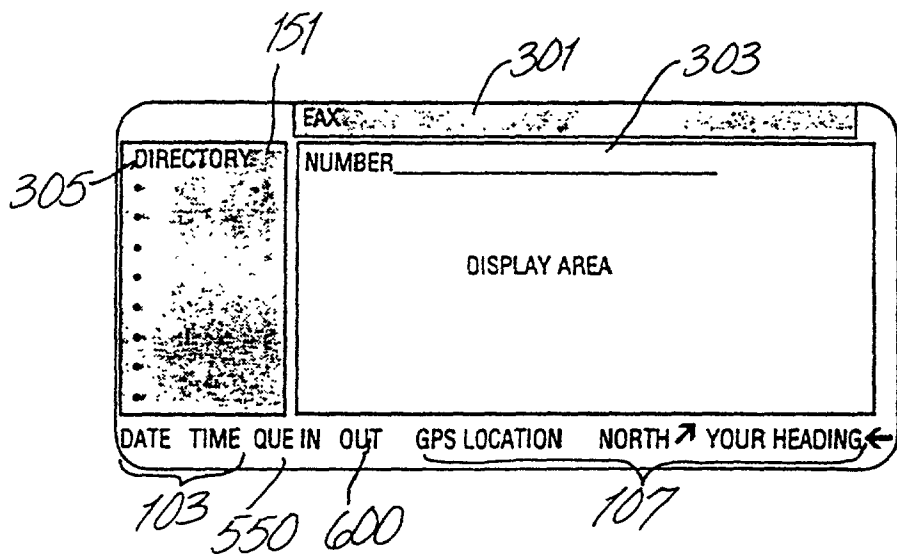 151
301
303
FAX
305
DIRECTORY
NUMBER
DISPLAY AREA
DATE TIME QUE IN OUT GPS LOCATION NORTH ↗ YOUR HEADING ←
103
550
600
107